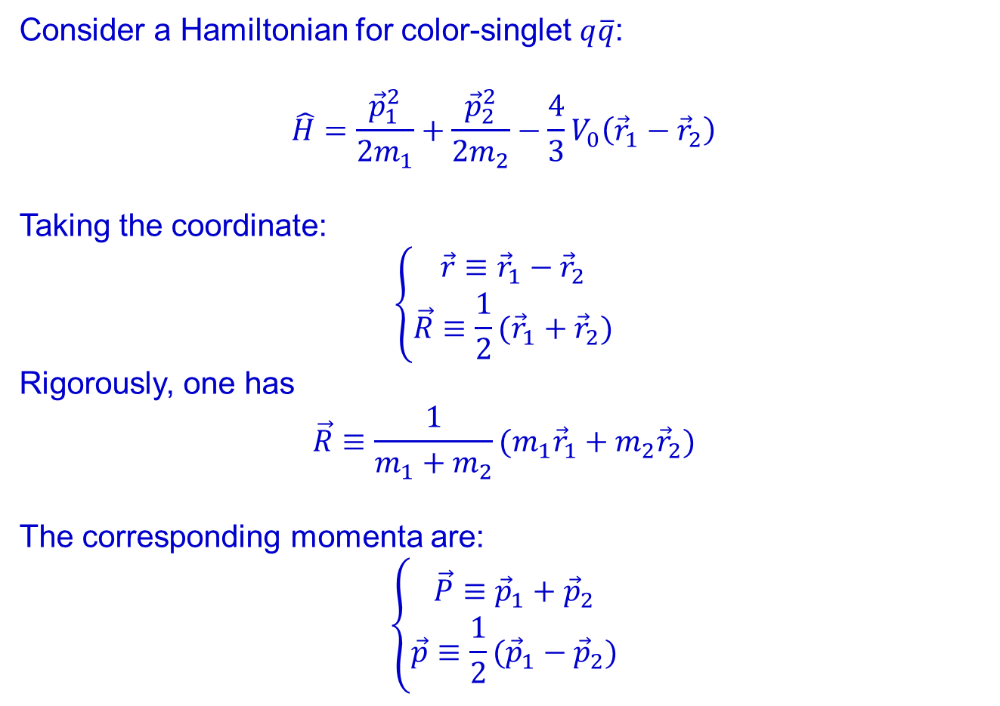 Consider a Hamiltonian for color-singlet $q\bar{q}$:
$\hat{H} = \frac{\vec{p}_1^2}{2m_1} + \frac{\vec{p}_2^2}{2m_2} - \frac{4}{3} V_0(\vec{r}_1 - \vec{r}_2)$
Taking the coordinate:
$\begin{cases} \vec{r} \equiv \vec{r}_1 - \vec{r}_2 \\ \vec{R} \equiv \frac{1}{2}(\vec{r}_1 + \vec{r}_2) \end{cases}$
Rigorously, one has
$\vec{R} \equiv \frac{1}{m_1 + m_2}(m_1\vec{r}_1 + m_2\vec{r}_2)$
The corresponding momenta are:
$\begin{cases} \vec{P} \equiv \vec{p}_1 + \vec{p}_2 \\ \vec{p} \equiv \frac{1}{2}(\vec{p}_1 - \vec{p}_2) \end{cases}$